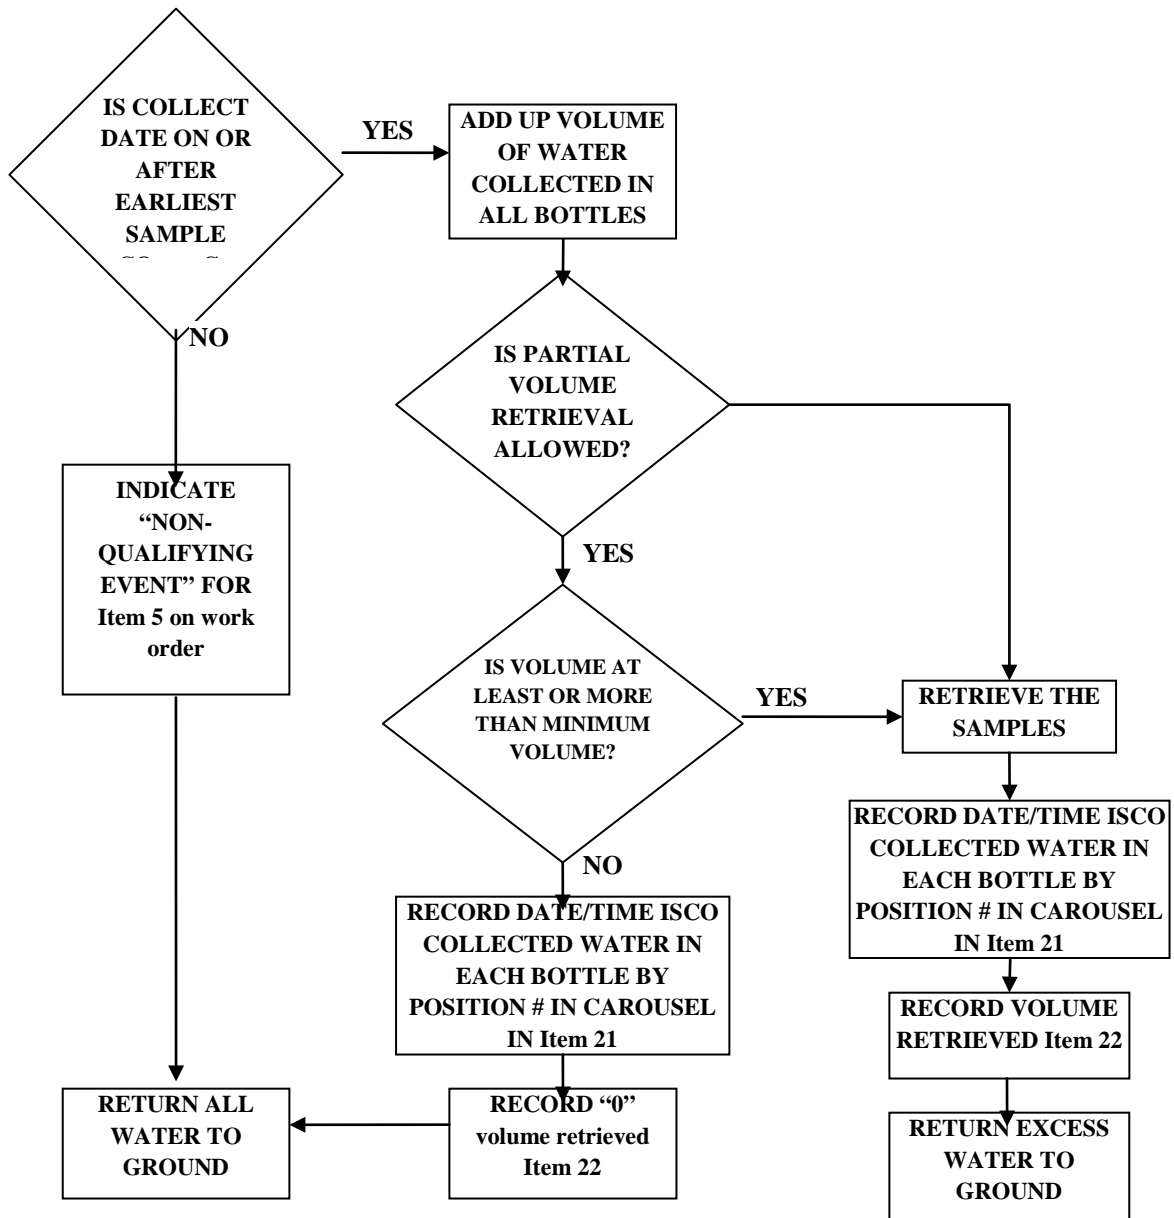 IS COLLECT
DATE ON OR
AFTER
EARLIEST
SAMPLE
YES
ADD UP VOLUME
OF WATER
COLLECTED IN
ALL BOTTLES
NO
IS PARTIAL
VOLUME
RETRIEVAL
ALLOWED?
INDICATE
“NON-
QUALIFYING
EVENT” FOR
Item 5 on work
order
YES
IS VOLUME AT
LEAST OR MORE
THAN MINIMUM
VOLUME?
YES
RETRIEVE THE
SAMPLES
NO
RECORD DATE/TIME ISCO
COLLECTED WATER IN
EACH BOTTLE BY
POSITION # IN CAROUSEL
IN Item 21
RECORD DATE/TIME ISCO
COLLECTED WATER IN
EACH BOTTLE BY
POSITION # IN CAROUSEL
IN Item 21
RECORD VOLUME
RETRIEVED Item 22
RETURN ALL
WATER TO
GROUND
RECORD “0”
volume retrieved
Item 22
RETURN EXCESS
WATER TO
GROUND